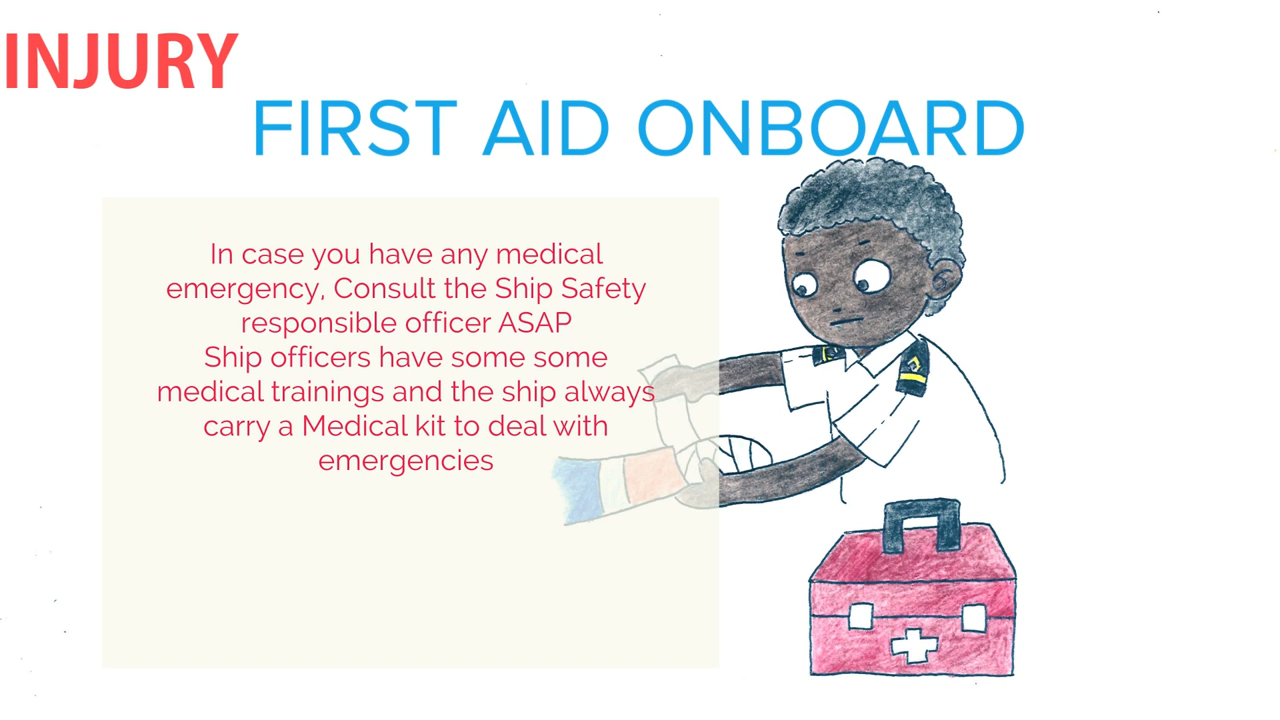 INJURY
FIRST AID ONBOARD
In case you have any medical
emergency, Consult the Ship Safety
responsible officer ASAP
Ship officers have some some
medical trainings and the ship always
carry a Medical kit to deal with
emergencies